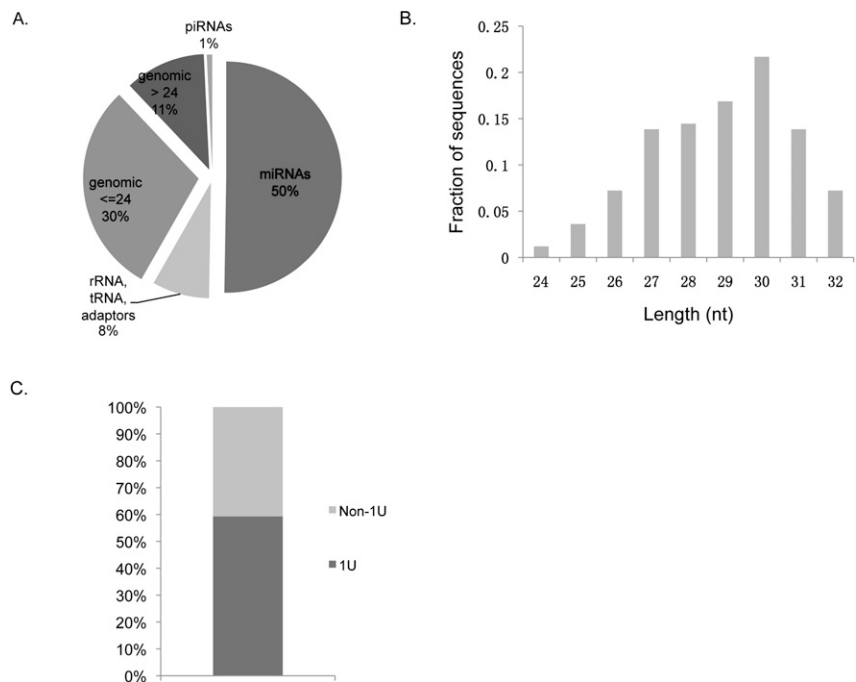 A.
piRNAs
1%
genomic
> 24
11%
miRNAs
50%
genomic
<=24
30%
rRNA,
tRNA,
adaptors
8%
B.
Fraction of sequences
0.25
0.2
0.15
0.1
0.05
0
24 25 26 27 28 29 30 31 32
Length (nt)
C.
100%
90%
80%
70%
60%
50%
40%
30%
20%
10%
0%
Non-1U
1U